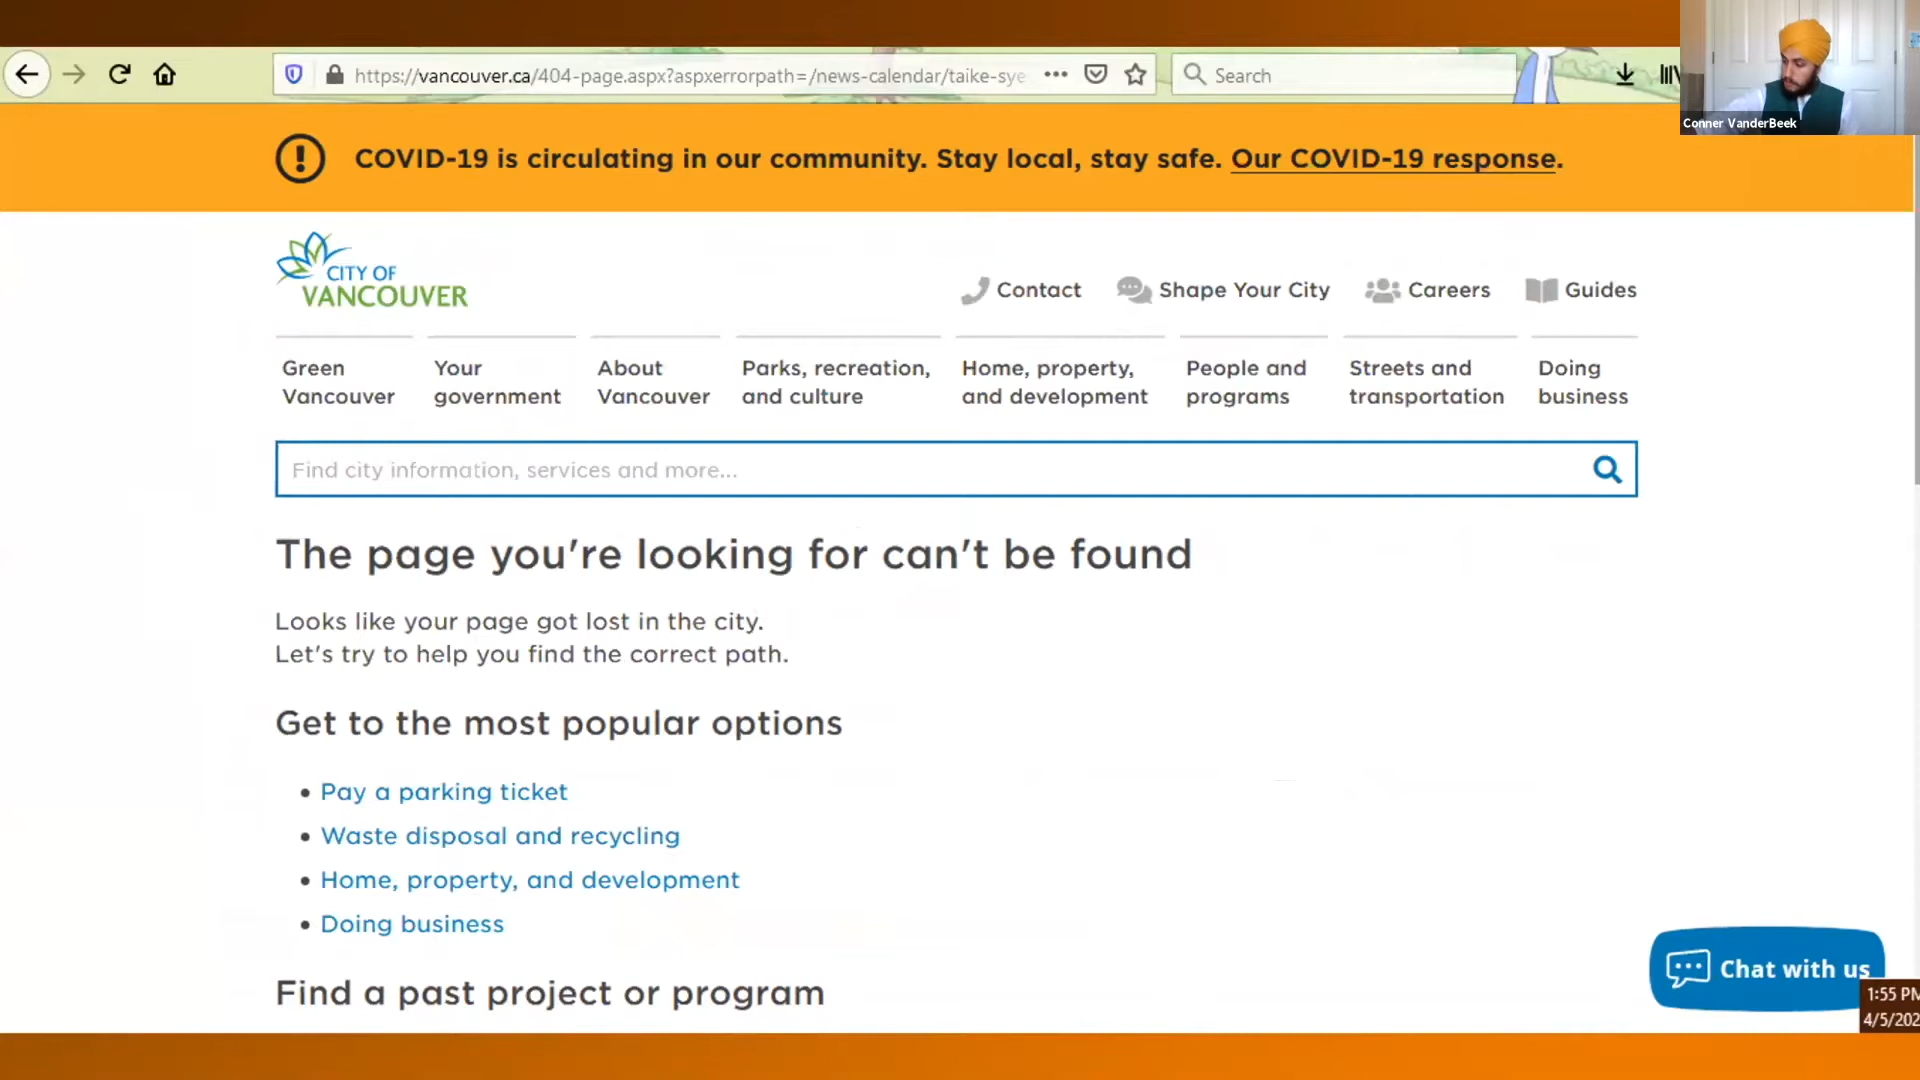 https://vancouver.ca/404-page.aspx?aspxerrorpath=/news-calendar/taike-sye
Search
Conner VanderBeek
COVID-19 is circulating in our community. Stay local, stay safe. Our COVID-19 response.
CITY OF
VANCOUVER
Contact
Shape Your City
Careers
Guides
Green
Vancouver
Your
government
About
Vancouver
Parks, recreation,
and culture
Home, property,
and development
People and
programs
Streets and
transportation
Doing
business
Find city information, services and more...
The page you're looking for can't be found
Looks like your page got lost in the city.
Let's try to help you find the correct path.
Get to the most popular options
Pay a parking ticket
Waste disposal and recycling
Home, property, and development
Doing business
Find a past project or program
Chat with us
1:55 PM
4/5/202